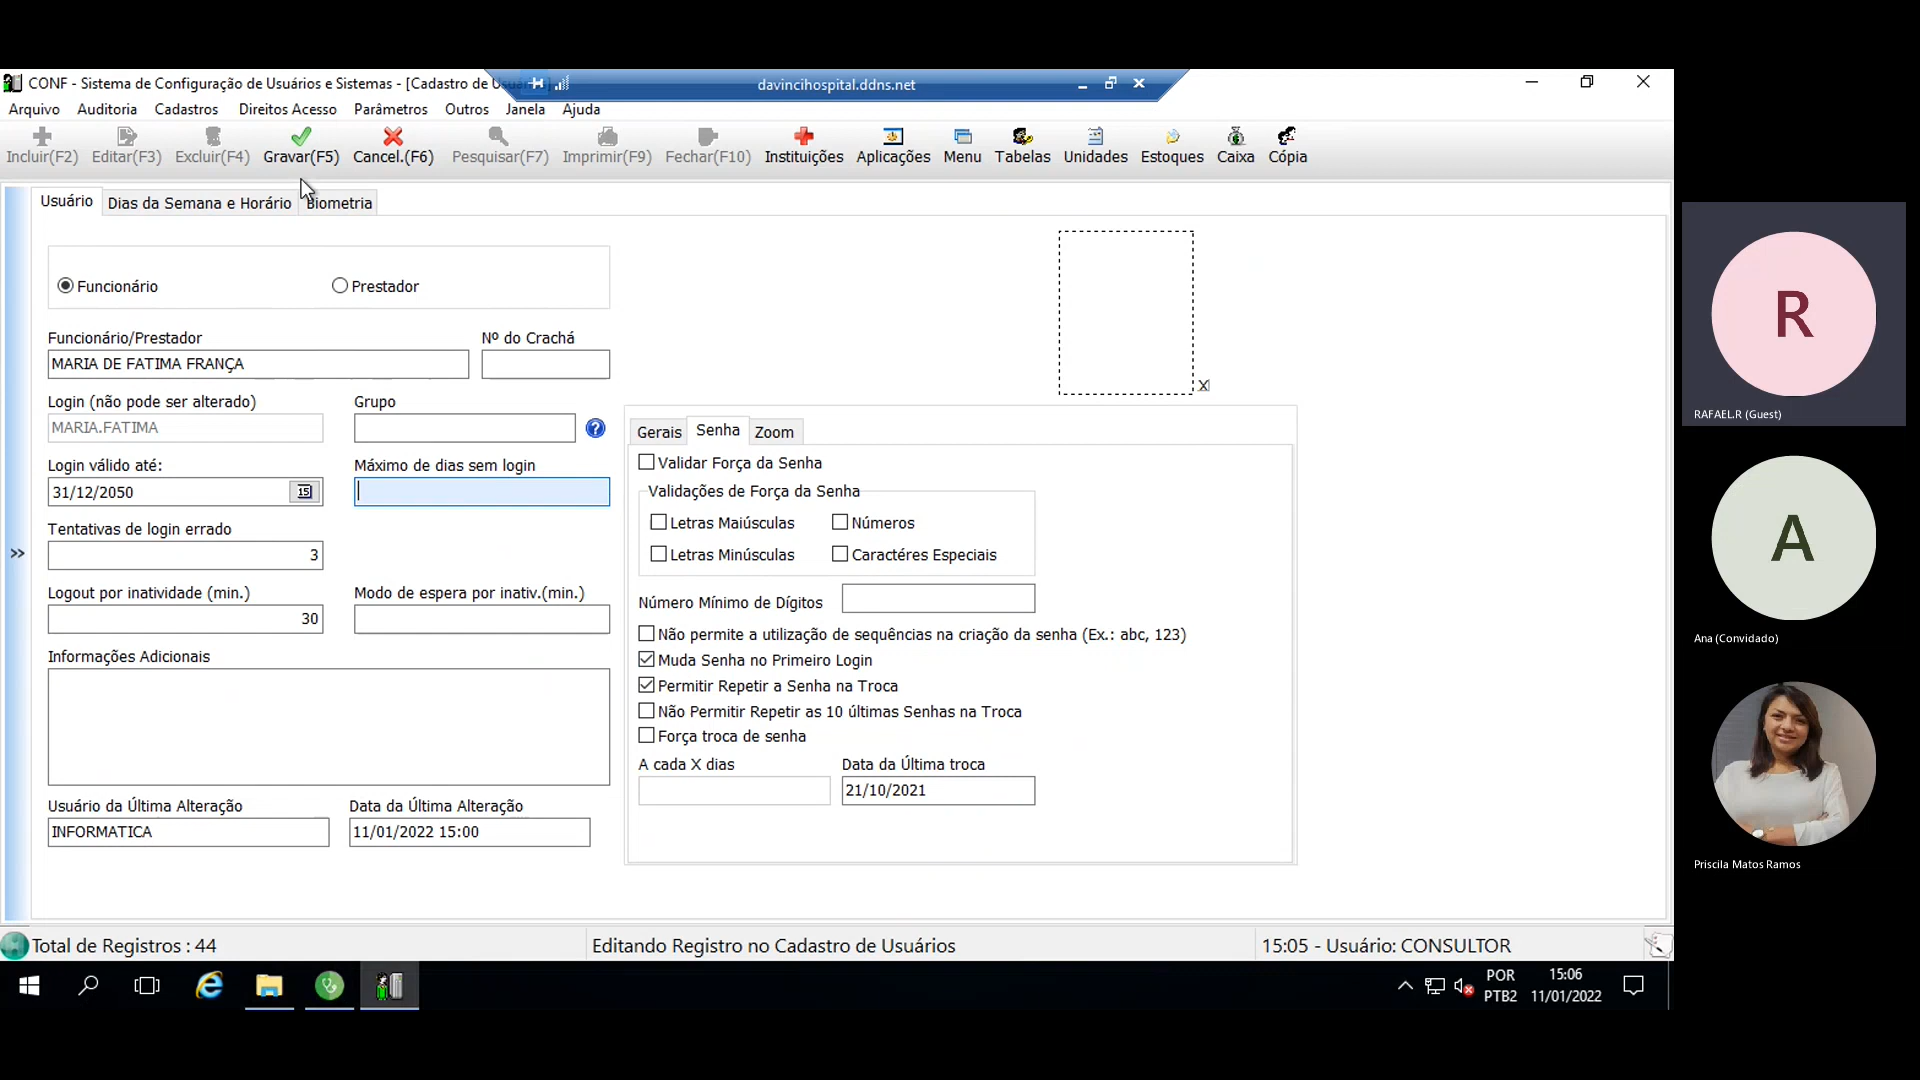 CONF - Sistema de Configuração de Usuários e Sistemas - [Cadastro de Usu
davincihospital.ddns.net
Arquivo Auditoria Cadastros Direitos Acesso Parâmetros Outros Janela Ajuda
Incluir(F2) Editar(F3) Excluir(F4) Gravar(F5) Cancel.(F6) Pesquisar(F7) Imprimir(F9) Fechar(F10) Instituições Aplicações Menu Tabelas Unidades Estoques Caixa Cópia
Usuário Dias da Semana e Horário Biometria
Funcionário Prestador
Funcionário/Prestador Nº do Crachá
MARIA DE FATIMA FRANÇA
X
Login (não pode ser alterado) Grupo
MARIA.FATIMA
Login válido até: Máximo de dias sem login
31/12/2050 15
Tentativas de login errado
3
Logout por inatividade (min.) Modo de espera por inativ.(min.)
30
Informações Adicionais
Usuário da Última Alteração Data da Última Alteração
INFORMATICA 11/01/2022 15:00
Gerais Senha Zoom
Validar Força da Senha
Validações de Força da Senha
Letras Maiúsculas Números
Letras Minúsculas Caractéres Especiais
Número Mínimo de Dígitos
Não permite a utilização de sequências na criação da senha (Ex.: abc, 123)
Muda Senha no Primeiro Login
Permitir Repetir a Senha na Troca
Não Permitir Repetir as 10 últimas Senhas na Troca
Força troca de senha
A cada X dias Data da Última troca
21/10/2021
>>
Total de Registros : 44 Editando Registro no Cadastro de Usuários 15:05 - Usuário: CONSULTOR
POR 15:06
PTB2 11/01/2022
R
RAFAEL.R (Guest)
A
Ana (Convidado)
Priscila Matos Ramos